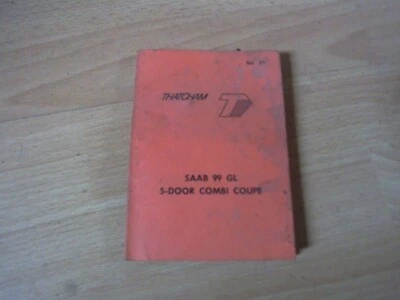 THATCHAM
SAAB 99 GL
5-DOOR COMBI COUPE